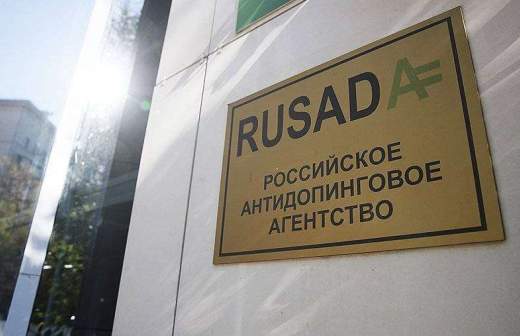 RUSADA
РОССИЙСКОЕ
АНТИДОПИНГОВОЕ
АГЕНТСТВО